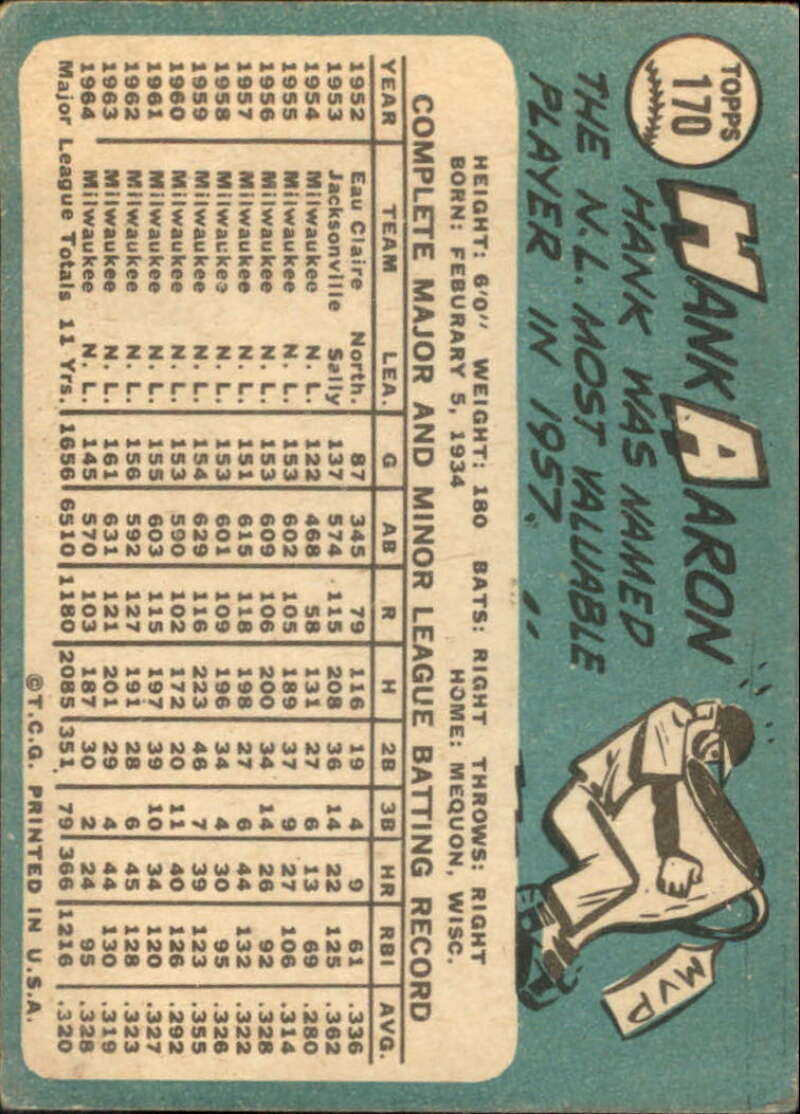 TOPPS
170
HANK AARON
HANK WAS NAMED
THE N.L. MOST VALUABLE
PLAYER IN 1957.
MVP
HEIGHT: 6'0" WEIGHT: 180 BATS: RIGHT THROWS: RIGHT
BORN: FEBURARY 5, 1934 HOME: MEQUON, WISC.
COMPLETE MAJOR AND MINOR LEAGUE BATTING RECORD
YEAR TEAM LEA. G AB R H 2B 3B HR RBI AVG.
1952 Eau Claire North. 87 345 79 116 19 4 9 61 .336
1953 Jacksonville Sally 137 574 115 208 36 14 22 125 .362
1954 Milwaukee N.L. 122 468 58 131 27 6 13 69 .280
1955 Milwaukee N.L. 153 602 105 189 37 9 27 106 .314
1956 Milwaukee N.L. 153 609 106 200 34 14 26 92 .328
1957 Milwaukee N.L. 151 615 118 198 27 6 44 132 .322
1958 Milwaukee N.L. 153 601 109 196 34 4 30 95 .326
1959 Milwaukee N.L. 154 629 116 223 46 7 39 123 .355
1960 Milwaukee N.L. 153 590 102 172 20 11 40 126 .292
1961 Milwaukee N.L. 155 603 115 197 39 10 34 120 .327
1962 Milwaukee N.L. 156 592 127 191 28 6 45 128 .323
1963 Milwaukee N.L. 161 631 121 201 29 4 44 130 .319
1964 Milwaukee N.L. 145 570 103 187 30 2 24 95 .328
Major League Totals 11 Yrs. 1656 6510 1180 2085 351 79 366 1216 .320
©T.C.G. PRINTED IN U.S.A.